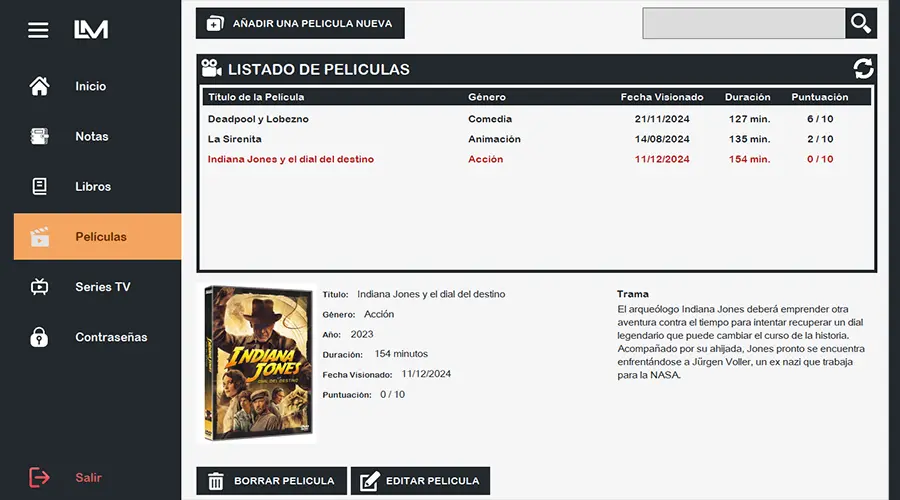 LM
AÑADIR UNA PELICULA NUEVA
Inicio
Notas
Libros
Películas
Series TV
Contraseñas
Salir
LISTADO DE PELICULAS
Título de la Película Género Fecha Visionado Duración Puntuación
Deadpool y Lobezno Comedia 21/11/2024 127 min. 6 / 10
La Sirenita Animación 14/08/2024 135 min. 2 / 10
Indiana Jones y el dial del destino Acción 11/12/2024 154 min. 0 / 10
INDIANA
JONES
DIAL DEL DESTINO
Título: Indiana Jones y el dial del destino
Género: Acción
Año: 2023
Duración: 154 minutos
Fecha Visionado: 11/12/2024
Puntuación: 0 / 10
Trama
El arqueólogo Indiana Jones deberá emprender otra
aventura contra el tiempo para intentar recuperar un dial
legendario que puede cambiar el curso de la historia.
Acompañado por su ahijada, Jones pronto se encuentra
enfrentándose a Jürgen Voller, un ex nazi que trabaja
para la NASA.
BORRAR PELICULA
EDITAR PELICULA